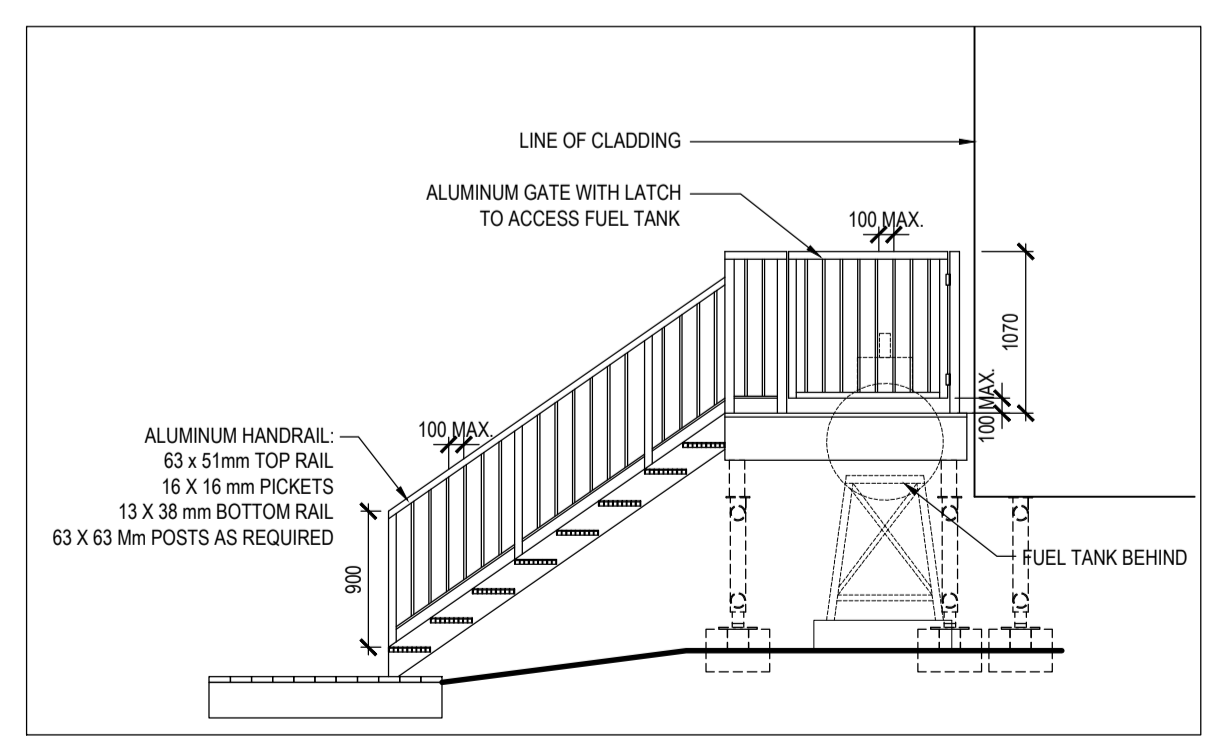 LINE OF CLADDING
ALUMINUM GATE WITH LATCH
TO ACCESS FUEL TANK
100 MAX.
1070
100 MAX.
100 MAX.
ALUMINUM HANDRAIL:
63 x 51mm TOP RAIL
16 X 16 mm PICKETS
13 X 38 mm BOTTOM RAIL
63 X 63 Mm POSTS AS REQUIRED
900
FUEL TANK BEHIND